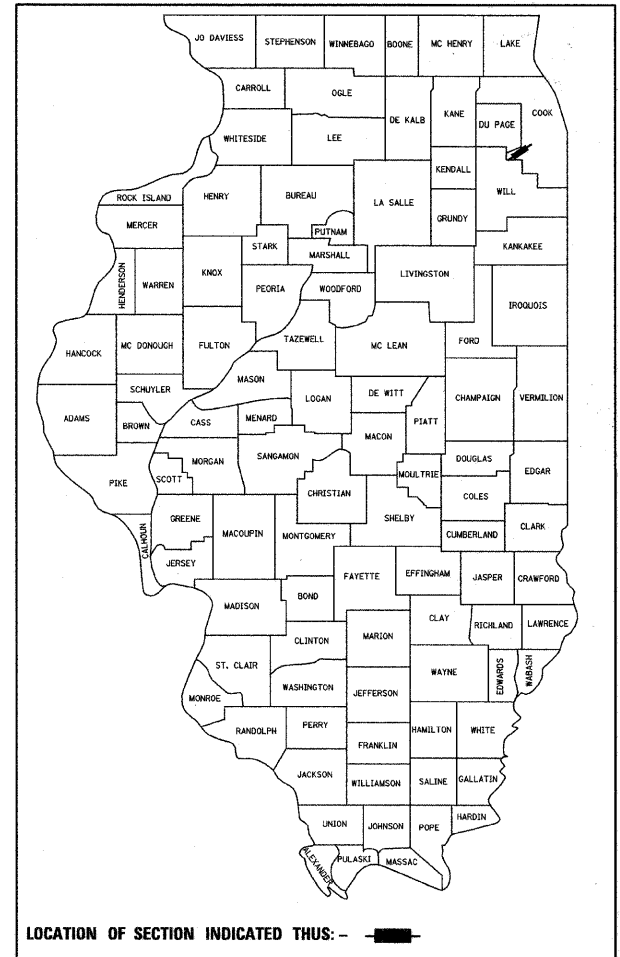 JO DAVIESS
STEPHENSON
WINNEBAGO
BOONE
MC HENRY
LAKE
CARROLL
OGLE
DE KALB
KANE
DU PAGE
COOK
WHITESIDE
LEE
KENDALL
WILL
ROCK ISLAND
HENRY
BUREAU
LA SALLE
GRUNDY
MERCER
PUTNAM
STARK
MARSHALL
KANKAKEE
HENDERSON
WARREN
KNOX
PEORIA
WOODFORD
LIVINGSTON
IROQUOIS
HANCOCK
MC DONOUGH
FULTON
TAZEWELL
MC LEAN
FORD
SCHUYLER
MASON
LOGAN
DE WITT
CHAMPAIGN
VERMILION
ADAMS
BROWN
CASS
MENARD
MACON
PIATT
MORGAN
SANGAMON
DOUGLAS
EDGAR
PIKE
SCOTT
CHRISTIAN
MOULTRIE
COLES
CALHOUN
GREENE
MACOUPIN
MONTGOMERY
SHELBY
CUMBERLAND
CLARK
JERSEY
FAYETTE
EFFINGHAM
JASPER
CRAWFORD
MADISON
BOND
CLAY
RICHLAND
LAWRENCE
CLINTON
MARION
ST. CLAIR
WAYNE
EDWARDS
WABASH
WASHINGTON
JEFFERSON
MONROE
RANDOLPH
PERRY
HAMILTON
WHITE
FRANKLIN
JACKSON
WILLIAMSON
SALINE
GALLATIN
UNION
JOHNSON
POPE
HARDIN
ALEXANDER
PULASKI
MASSAC
LOCATION OF SECTION INDICATED THUS: -